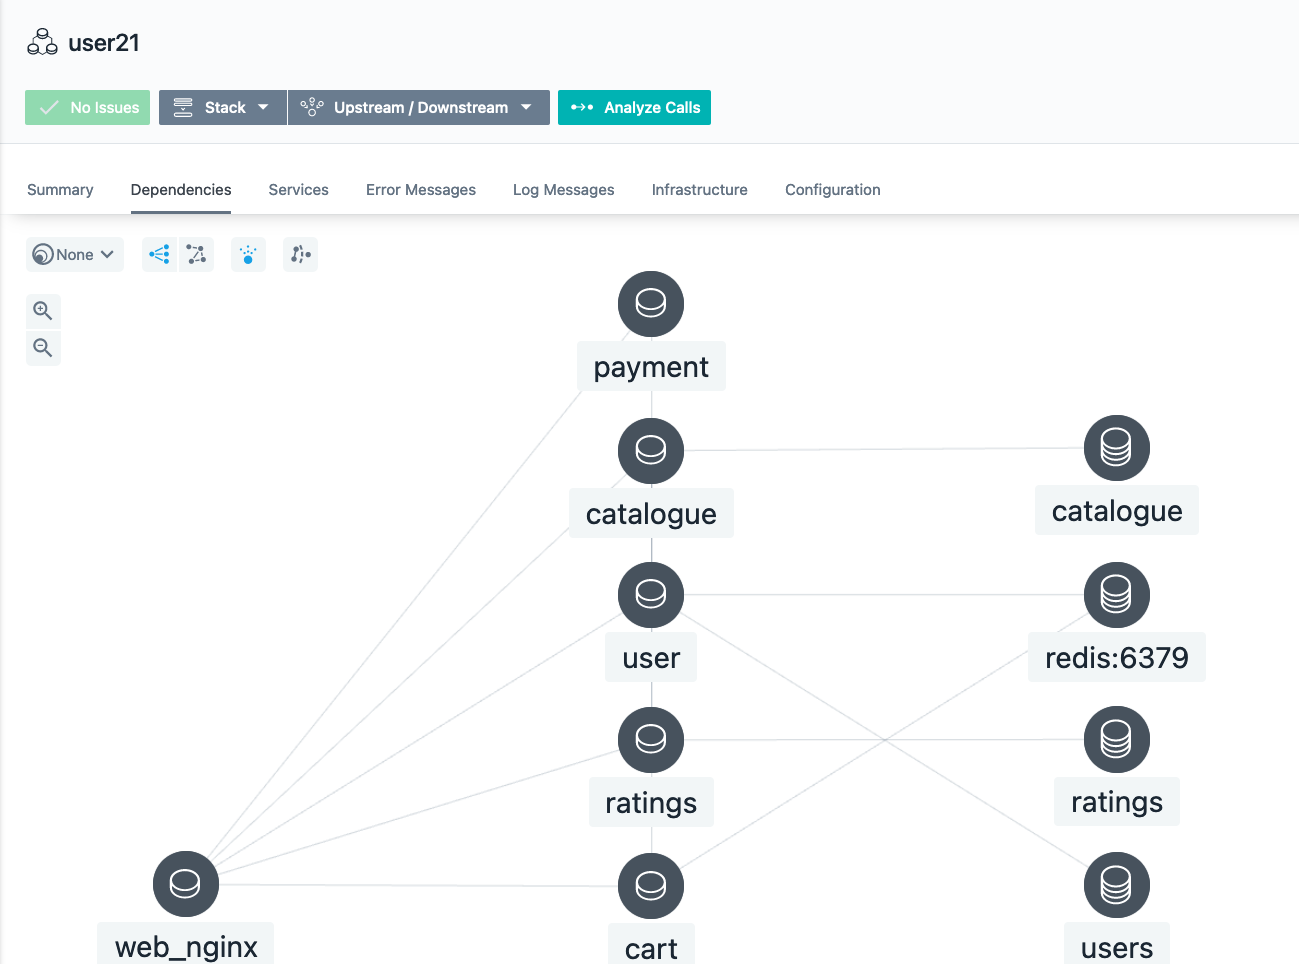 user21
No Issues
Stack
Upstream / Downstream
Analyze Calls
Summary
Dependencies
Services
Error Messages
Log Messages
Infrastructure
Configuration
None
payment
catalogue
catalogue
user
redis:6379
ratings
ratings
web_nginx
cart
users